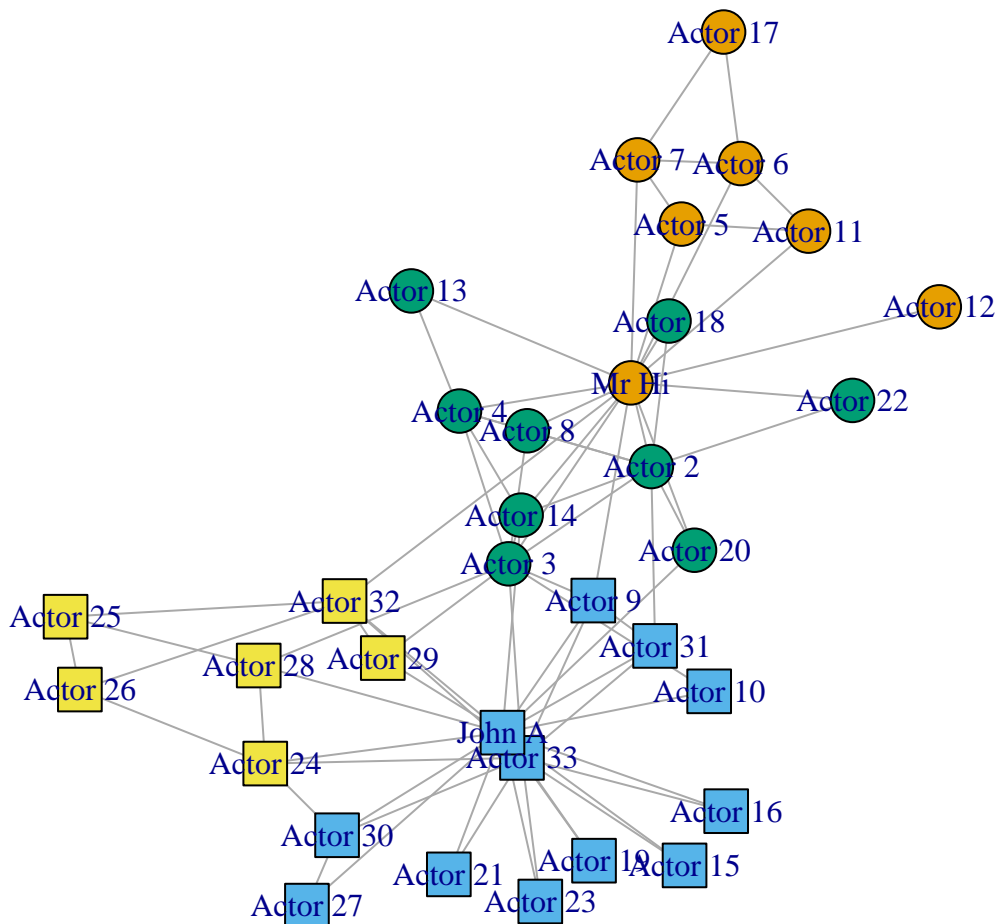 Actor 17
Actor 7
Actor 6
Actor 5
Actor 11
Actor 13
Actor 12
Actor 18
Mr Hi
Actor 4
Actor 22
Actor 8
Actor 2
Actor 14
Actor 20
Actor 3
Actor 32
Actor 9
Actor 25
Actor 31
Actor 29
Actor 28
Actor 26
Actor 10
John A
Actor 33
Actor 24
Actor 16
Actor 30
Actor 19
Actor 15
Actor 21
Actor 23
Actor 27